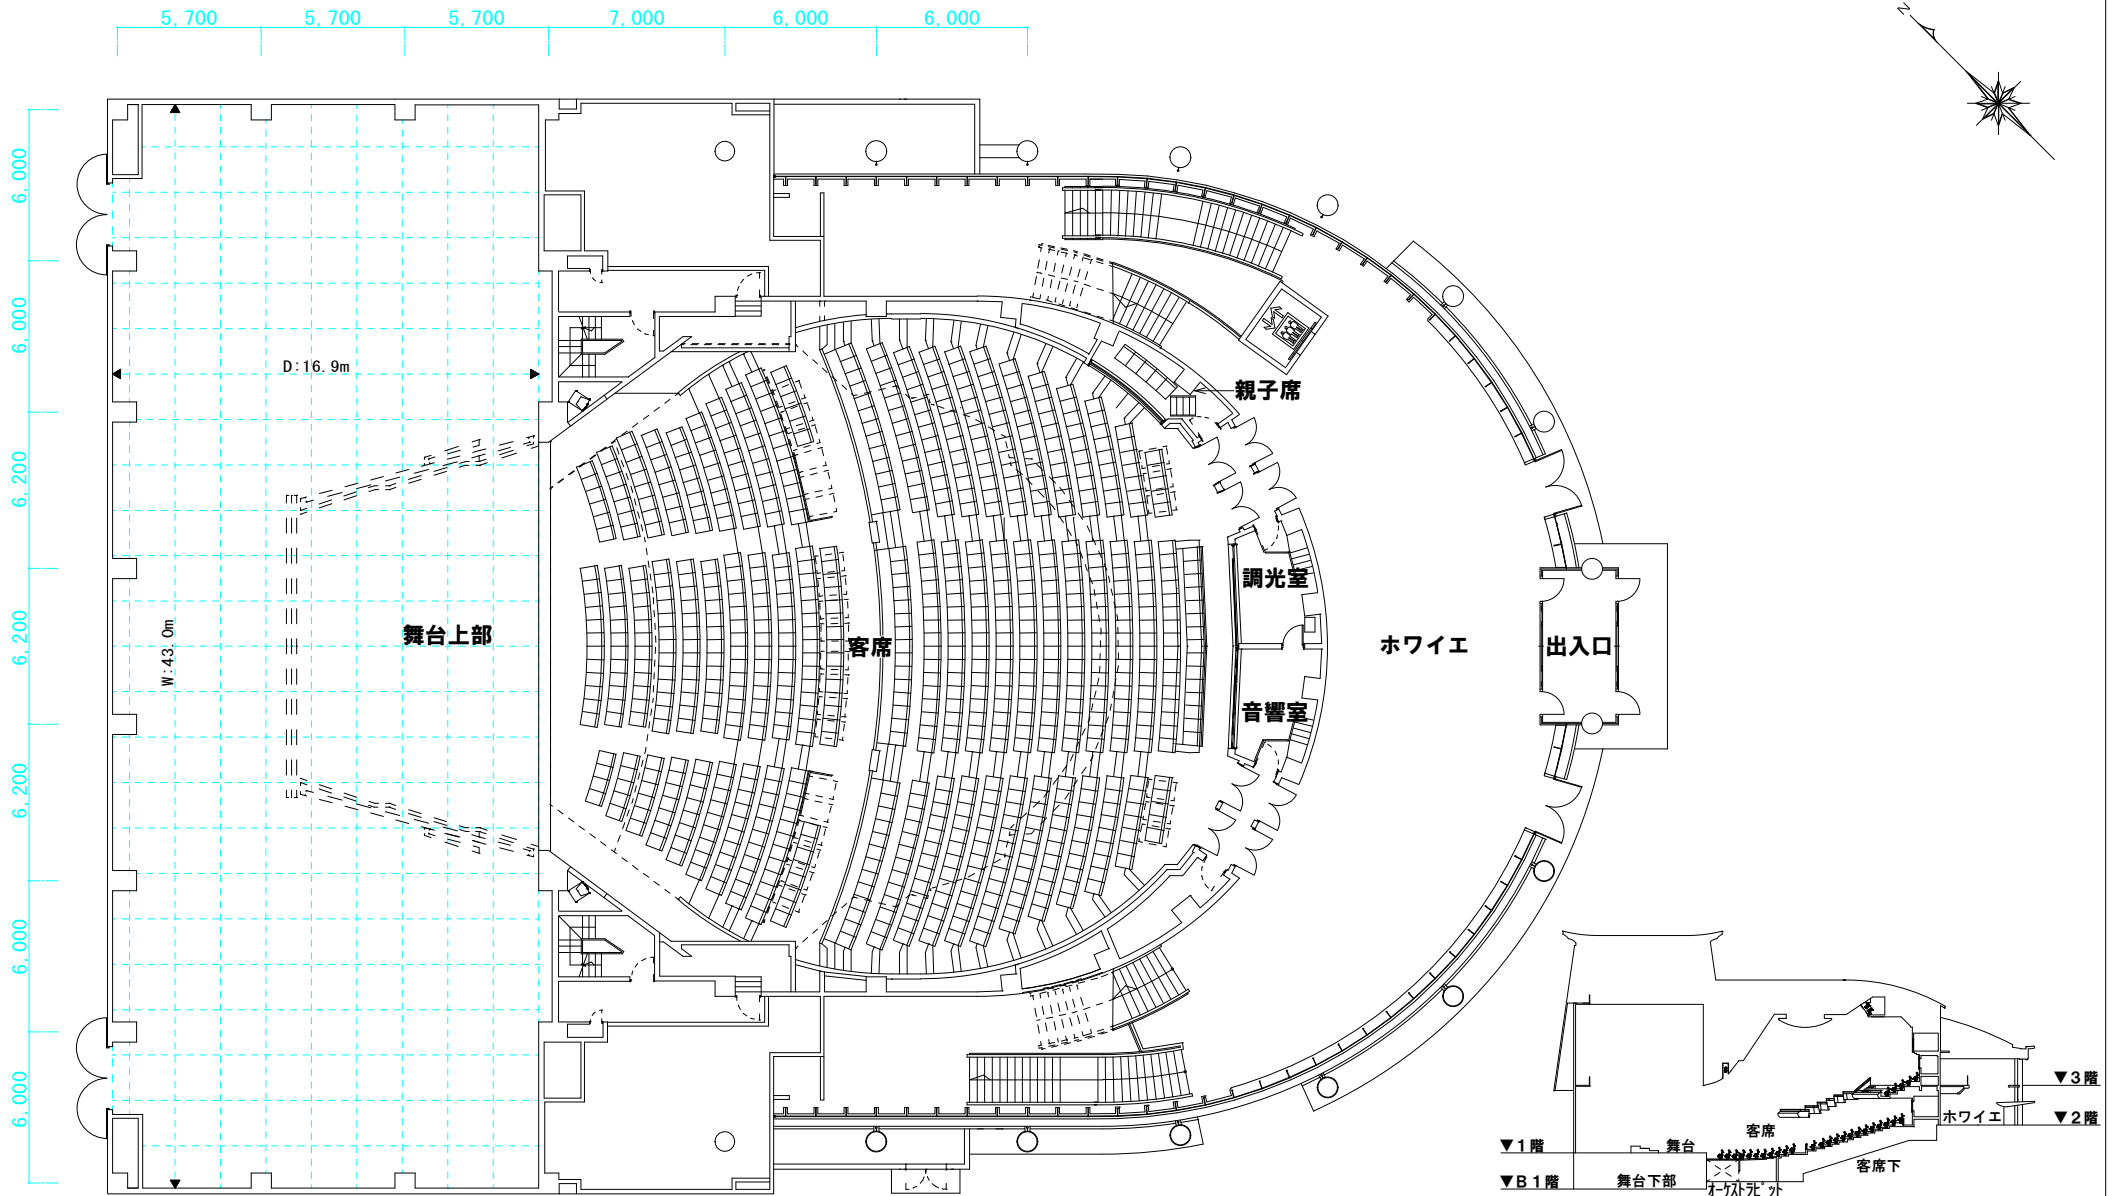 5,700
5,700
5,700
7,000
6,000
6,000
N
6,000
6,000
6,200
6,200
6,200
6,000
6,000
D:16.9m
W:43.0m
舞台上部
客席
親子席
調光室
音響室
ホワイエ
出入口
▼3階
ホワイエ
▼2階
客席
▼1階
舞台
客席下
▼B1階
舞台下部
オーケストラピット